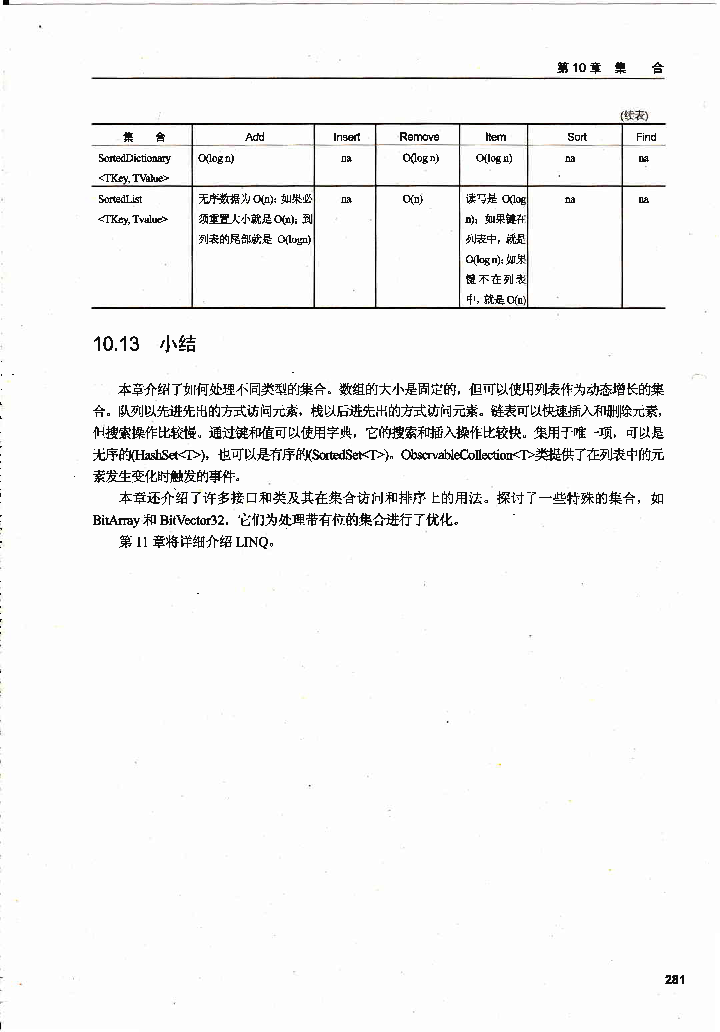 第10章 集 合
(续表)
集 合 Add Insert Remove Item Sort Find
SortedDictionary
<TKey, TValue>
O(log n) na O(log n) O(log n) na na
SortedList
<TKey, Tvalue>
无序数据为 O(n)；如果必
须重置大小就是 O(n)；到
列表的尾部就是 O(logn)
na O(n)
读写是 O(log
n)；如果键在
列表中，就是
O(log n)；如果
键不在列表
中，就是 O(n)
na na
10.13 小结
本章介绍了如何处理不同类型的集合。数组的大小是固定的，但可以使用列表作为动态增长的集
合。队列以先进先出的方式访问元素，栈以后进先出的方式访问元素。链表可以快速插入和删除元素，
但搜索操作比较慢。通过键和值可以使用字典，它的搜索和插入操作比较快。集用于唯一项，可以是
无序的(HashSet<T>)，也可以是有序的(SortedSet<T>)。ObservableCollection<T>类提供了在列表中的元
素发生变化时触发的事件。
本章还介绍了许多接口和类及其在集合访问和排序上的用法。探讨了一些特殊的集合，如
BitArray 和 BitVector32，它们为处理带有位的集合进行了优化。
第 11 章将详细介绍 LINQ。
281